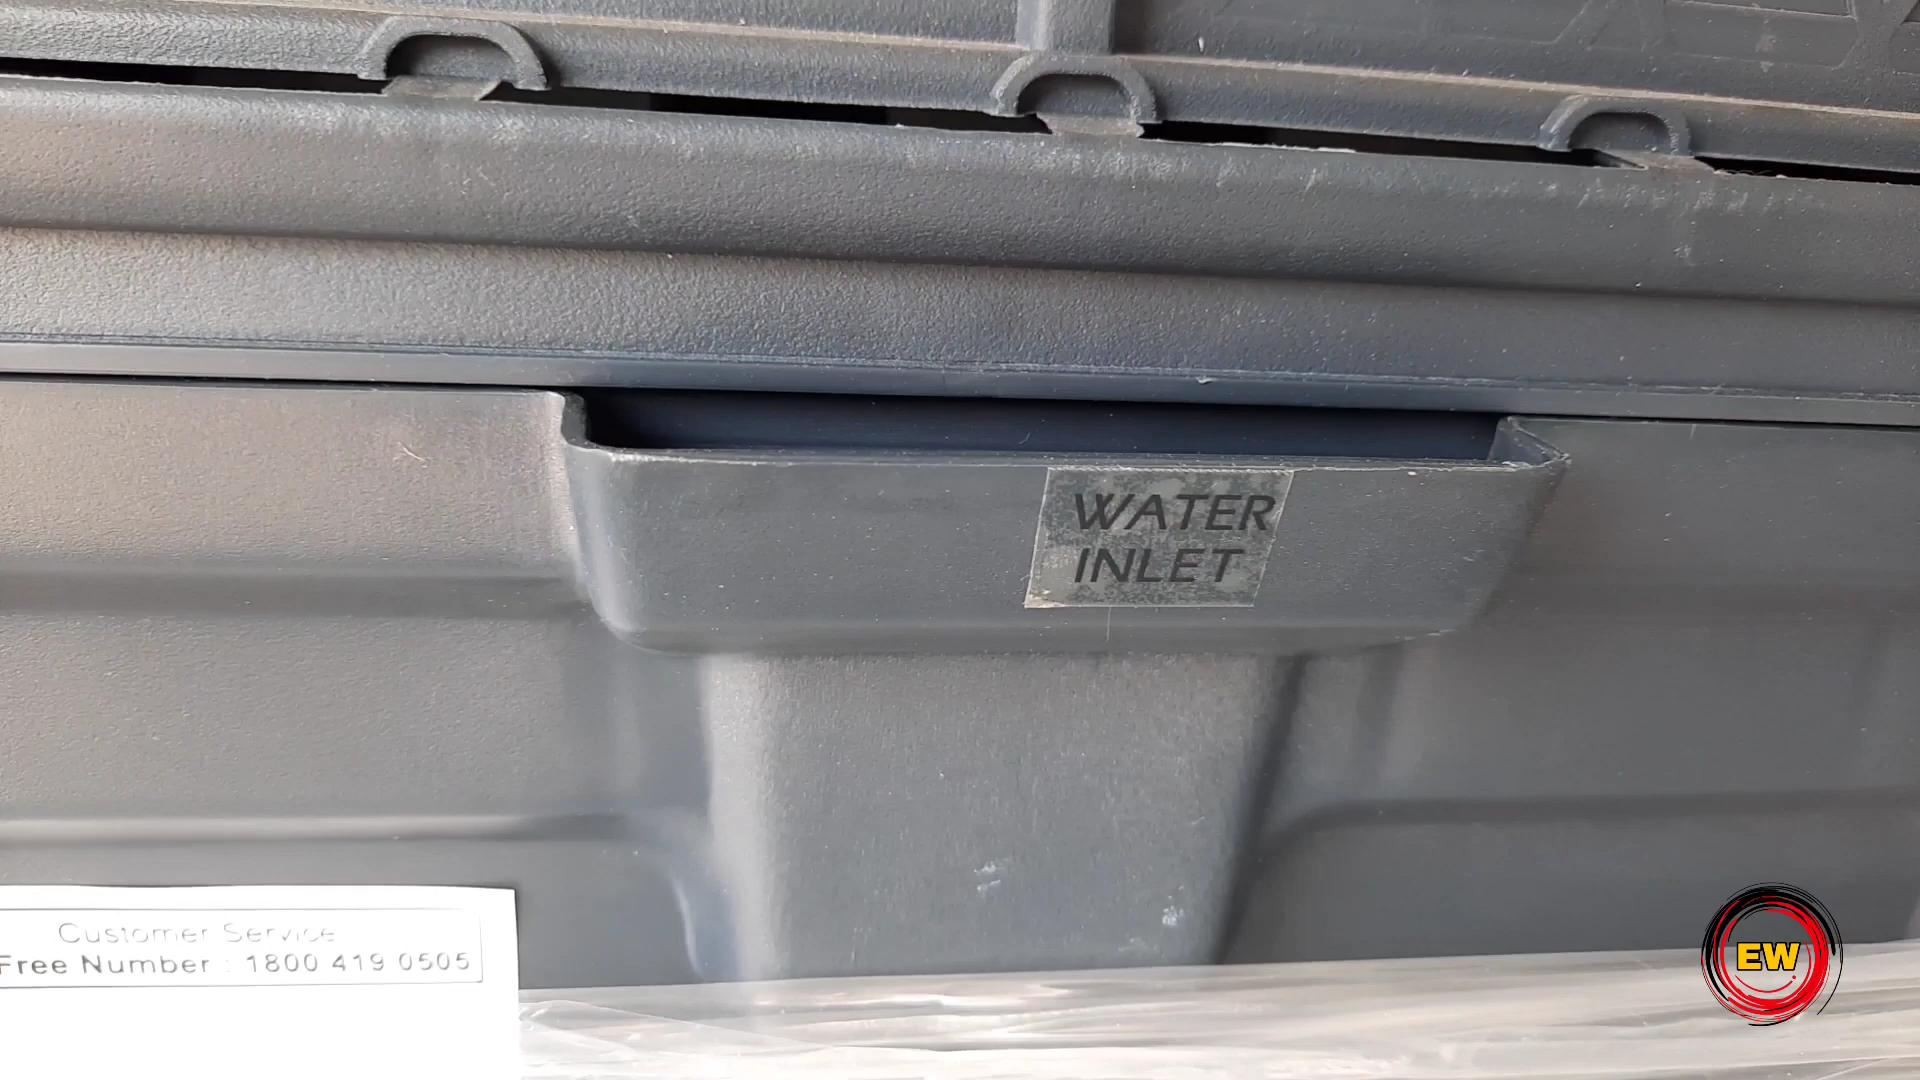 WATER
INLET
Customer Service
Free Number : 1800 419 0505
EW